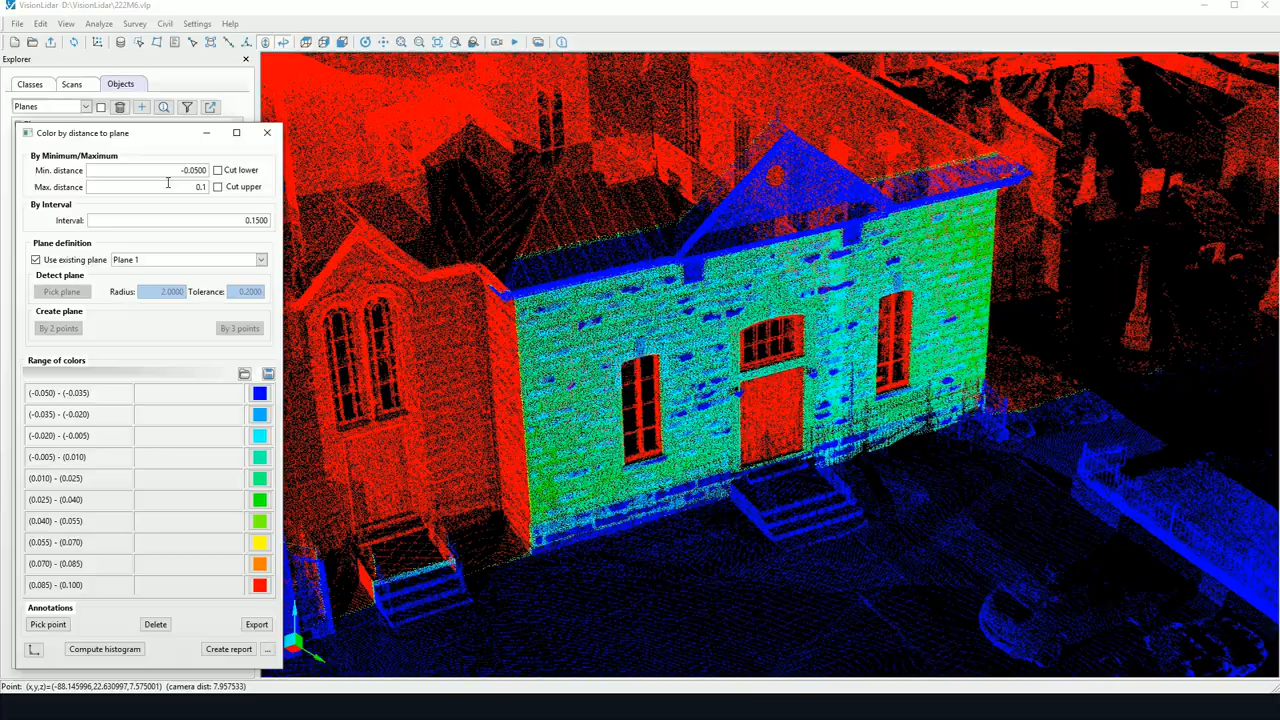 VisionLidar D:\VisionLidar\222M6.vlp
File Edit View Analyze Survey Civil Settings Help
Explorer
Classes Scans Objects
Planes
Color by distance to plane
By Minimum/Maximum
Min. distance -0.0500 Cut lower
Max. distance 0.1 Cut upper
By Interval
Interval: 0.1500
Plane definition
Use existing plane Plane 1
Detect plane
Pick plane Radius: 2.0000 Tolerance: 0.2000
Create plane
By 2 points By 3 points
Range of colors
(-0.050) - (-0.035)
(-0.035) - (-0.020)
(-0.020) - (-0.005)
(-0.005) - (0.010)
(0.010) - (0.025)
(0.025) - (0.040)
(0.040) - (0.055)
(0.055) - (0.070)
(0.070) - (0.085)
(0.085) - (0.100)
Annotations
Pick point Delete Export
Compute histogram Create report ...
Point: (x,y,z)=(-88.145996,22.630997,7.575001) (camera dist: 7.957533)